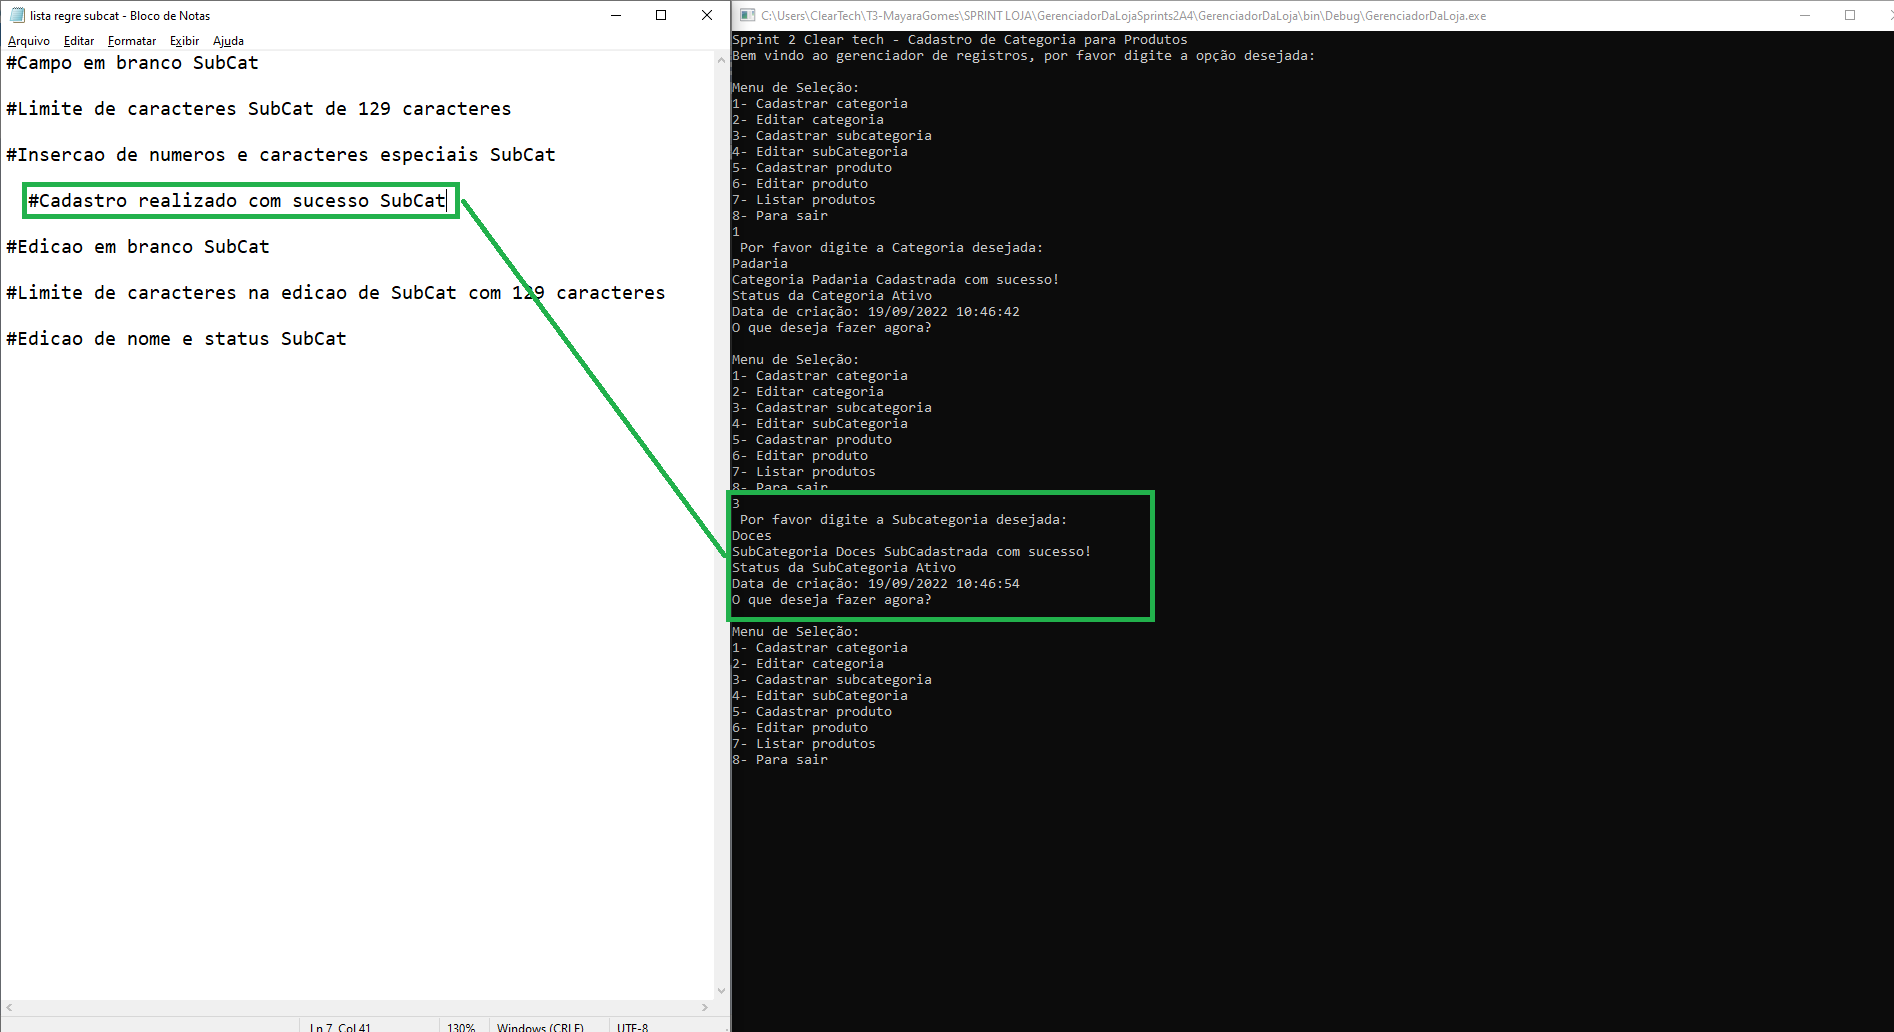 lista regre subcat - Bloco de Notas
Arquivo Editar Formatar Exibir Ajuda
#Campo em branco SubCat
#Limite de caracteres SubCat de 129 caracteres
#Insercao de numeros e caracteres especiais SubCat
#Cadastro realizado com sucesso SubCat
#Edicao em branco SubCat
#Limite de caracteres na edicao de SubCat com 129 caracteres
#Edicao de nome e status SubCat
Ln 7, Col 41 130% Windows (CRLF) UTF-8
C:\Users\ClearTech\T3-MayaraGomes\SPRINT LOJA\GerenciadorDaLojaSprints2A4\GerenciadorDaLoja\bin\Debug\GerenciadorDaLoja.exe
Sprint 2 Clear tech - Cadastro de Categoria para Produtos
Bem vindo ao gerenciador de registros, por favor digite a opção desejada:
Menu de Seleção:
1- Cadastrar categoria
2- Editar categoria
3- Cadastrar subcategoria
4- Editar subCategoria
5- Cadastrar produto
6- Editar produto
7- Listar produtos
8- Para sair
1
Por favor digite a Categoria desejada:
Padaria
Categoria Padaria Cadastrada com sucesso!
Status da Categoria Ativo
Data de criação: 19/09/2022 10:46:42
O que deseja fazer agora?
Menu de Seleção:
1- Cadastrar categoria
2- Editar categoria
3- Cadastrar subcategoria
4- Editar subCategoria
5- Cadastrar produto
6- Editar produto
7- Listar produtos
8- Para sair
3
Por favor digite a Subcategoria desejada:
Doces
SubCategoria Doces SubCadastrada com sucesso!
Status da SubCategoria Ativo
Data de criação: 19/09/2022 10:46:54
O que deseja fazer agora?
Menu de Seleção:
1- Cadastrar categoria
2- Editar categoria
3- Cadastrar subcategoria
4- Editar subCategoria
5- Cadastrar produto
6- Editar produto
7- Listar produtos
8- Para sair